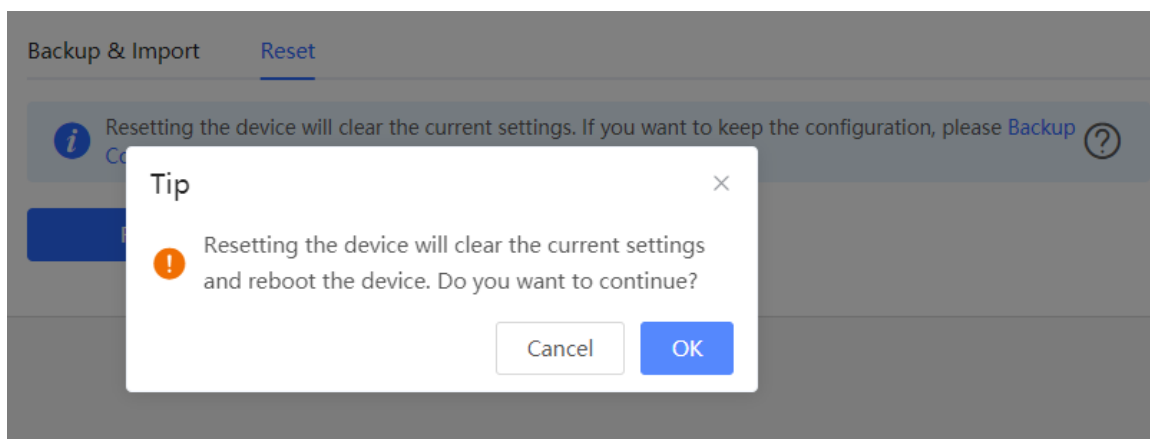 Backup & Import Reset
Resetting the device will clear the current settings. If you want to keep the configuration, please Backup
Tip
Resetting the device will clear the current settings
and reboot the device. Do you want to continue?
Cancel OK